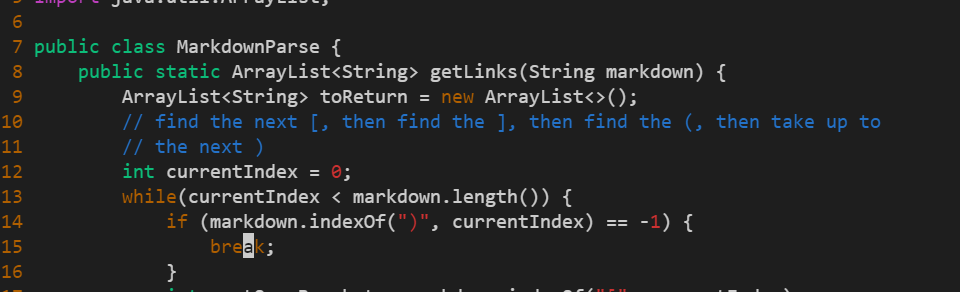 5 import java.util.ArrayList;
6
7 public class MarkdownParse {
8     public static ArrayList<String> getLinks(String markdown) {
9         ArrayList<String> toReturn = new ArrayList<>();
10         // find the next [, then find the ], then find the (, then take up to
11         // the next )
12         int currentIndex = 0;
13         while(currentIndex < markdown.length()) {
14             if (markdown.indexOf(")", currentIndex) == -1) {
15                 break;
16             }